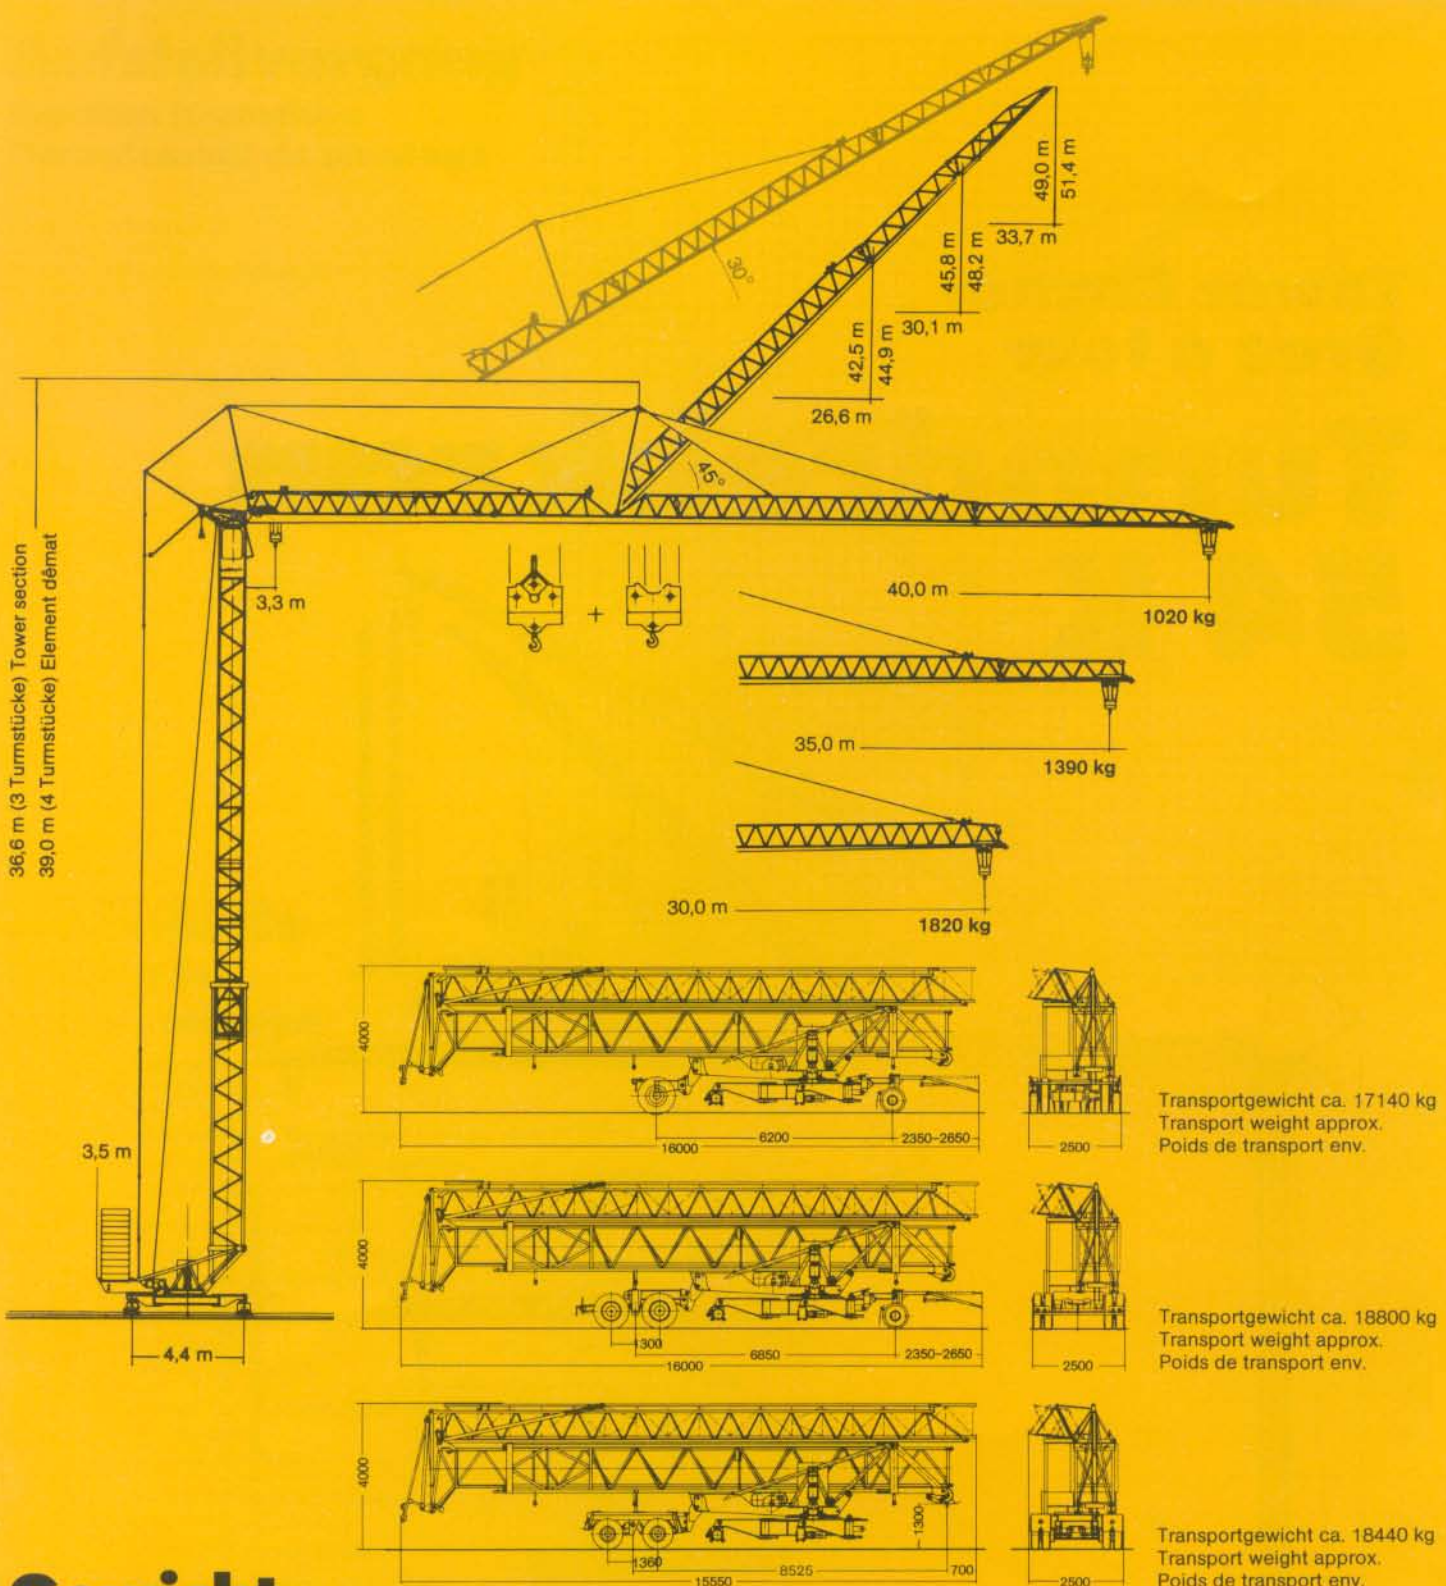 49,0 m
51,4 m
33,7 m
45,8 m
48,2 m
30,1 m
30°
42,5 m
44,9 m
26,6 m
45°
36,6 m (3 Turmstücke) Tower section
39,0 m (4 Turmstücke) Element démat
3,3 m
+
40,0 m
1020 kg
35,0 m
1390 kg
30,0 m
1820 kg
3,5 m
4,4 m
4000
6200
2350-2650
16000
2500
Transportgewicht ca. 17140 kg
Transport weight approx.
Poids de transport env.
4000
1300
6850
2350-2650
16000
2500
Transportgewicht ca. 18800 kg
Transport weight approx.
Poids de transport env.
4000
1300
1360
8525
700
15550
2500
Transportgewicht ca. 18440 kg
Transport weight approx.
Poids de transport env.